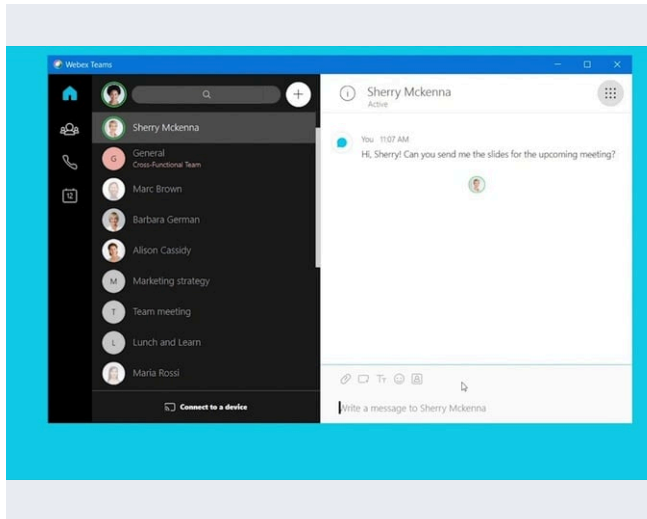 Webex Teams
Sherry Mckenna
Active
Sherry Mckenna
G
General
Cross-Functional Team
You 11:07 AM
Hi, Sherry! Can you send me the slides for the upcoming meeting?
12
Marc Brown
Barbara German
Alison Cassidy
M
Marketing strategy
T
Team meeting
L
Lunch and Learn
Maria Rossi
Connect to a device
Tт
Write a message to Sherry Mckenna